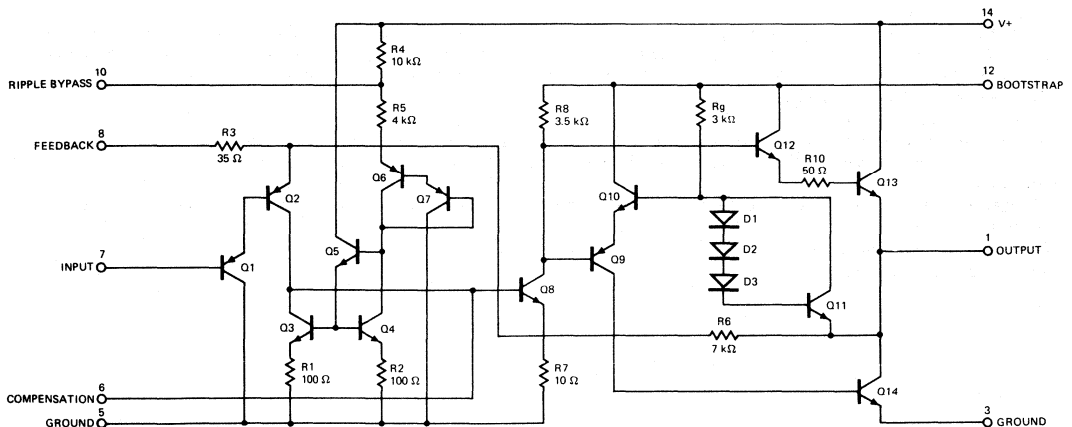 14
V+
R4
10 kΩ
10
RIPPLE BYPASS
12
BOOTSTRAP
R5
4 kΩ
R8
3.5 kΩ
Rg
3 kΩ
8
FEEDBACK
R3
35 Ω
Q12
R10
50 Ω
Q6
Q7
Q13
Q2
Q10
D1
Q5
D2
1
OUTPUT
7
INPUT
Q1
Q9
D3
Q8
Q11
Q3
Q4
R6
7 kΩ
R1
100 Ω
R2
100 Ω
R7
10 Ω
6
COMPENSATION
Q14
5
GROUND
3
GROUND